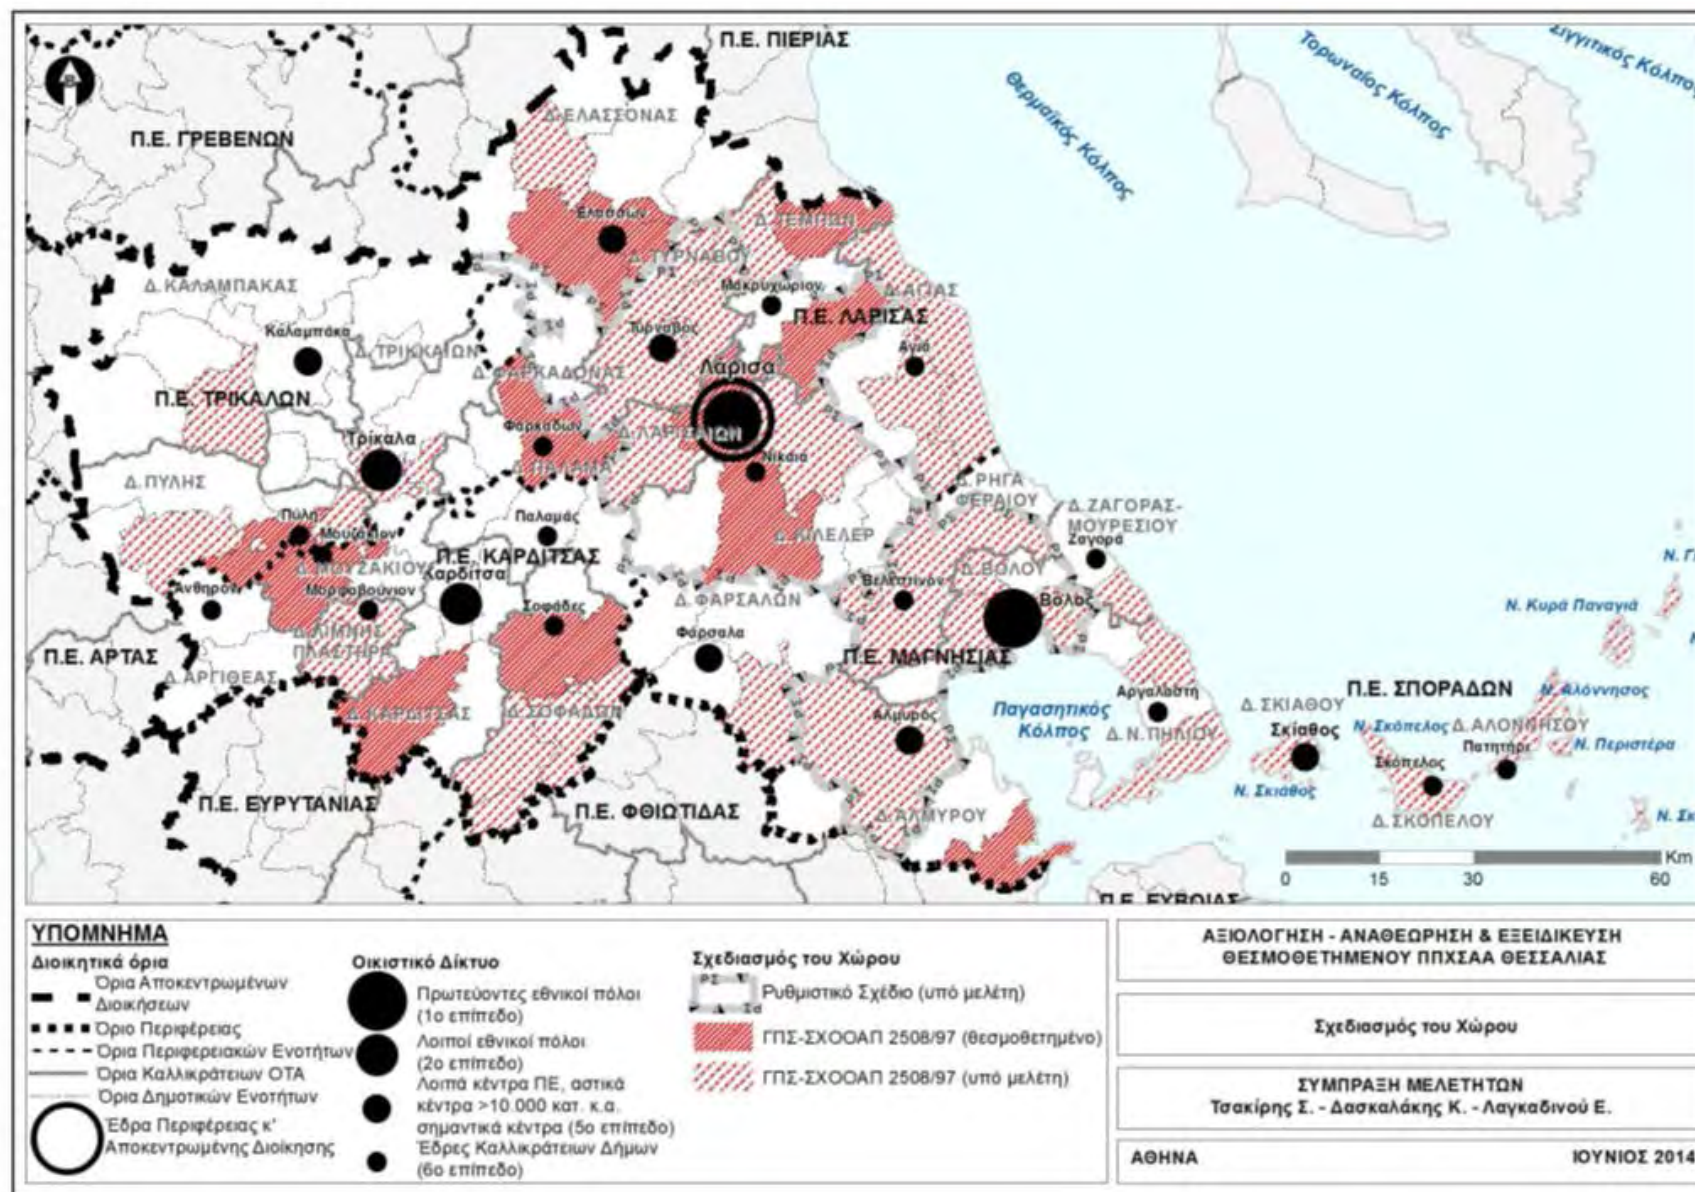 Π.Ε. ΠΙΕΡΙΑΣ
Σιγγιτικός Κόλπος
Τορωναίος Κόλπος
Θερμαϊκός Κόλπος
Δ.ΕΛΑΣΣΟΝΑΣ
Π.Ε. ΓΡΕΒΕΝΩΝ
Ελασσών
Δ.ΤΕΜΠΩΝ
Δ.ΤΥΡΝΑΒΟΥ
Δ.ΚΑΛΑΜΠΑΚΑΣ
Μακρυχώριον
Δ.ΑΓΙΑΣ
Π.Ε. ΛΑΡΙΣΑΣ
Καλαμπάκα
Τύρναβος
Δ.ΤΡΙΚΚΑΙΩΝ
Αγιά
Δ.ΦΑΡΚΑΔΟΝΑΣ
Λάρισα
Π.Ε. ΤΡΙΚΑΛΩΝ
Τρίκαλα
Φαρκαδών
Δ.ΛΑΡΙΣΑΙΩΝ
Νίκαια
Δ.ΠΑΛΑΜΑ
Δ.ΠΥΛΗΣ
Δ.ΡΗΓΑ
ΦΕΡΑΙΟΥ
Δ.ΖΑΓΟΡΑΣ-
ΜΟΥΡΕΣΙΟΥ
Ζαγορά
Πύλη
Μουζάκιον
Παλαμάς
Δ.ΚΙΛΕΛΕΡ
Π.Ε. ΚΑΡΔΙΤΣΑΣ
Δ.ΜΟΥΖΑΚΙΟΥ
Καρδίτσα
Δ.ΒΟΛΟΥ
Βελεστίνον
Ανθηρόν
Μορφοβούνιον
Σοφάδες
Δ.ΦΑΡΣΑΛΩΝ
Βόλος
Ν. Κυρά Παναγιά
Δ.ΛΙΜΝΗΣ
ΠΛΑΣΤΗΡΑ
Φάρσαλα
Π.Ε. ΑΡΤΑΣ
Π.Ε. ΜΑΓΝΗΣΙΑΣ
Δ.ΑΡΓΙΘΕΑΣ
Αργαλαστή
Π.Ε. ΣΠΟΡΑΔΩΝ
Ν. Αλόννησος
Δ.ΚΑΡΔΙΤΣΑΣ
Δ.ΣΟΦΑΔΩΝ
Αλμυρός
Παγασητικός
Κόλπος
Δ.Ν.ΠΗΛΙΟΥ
Δ.ΣΚΙΑΘΟΥ
Σκίαθος
Ν. Σκόπελος
Δ.ΑΛΟΝΝΗΣΟΥ
Πατητήρι
Ν. Περιστέρα
Σκόπελος
Ν. Σκιάθος
Δ.ΣΚΟΠΕΛΟΥ
Π.Ε. ΕΥΡΥΤΑΝΙΑΣ
Π.Ε. ΦΘΙΩΤΙΔΑΣ
Δ.ΑΛΜΥΡΟΥ
Π.Ε. ΕΥΒΟΙΑΣ
Km
0 15 30 60
ΥΠΟΜΝΗΜΑ
Διοικητικά όρια
Όρια Αποκεντρωμένων
Διοικήσεων
Όριο Περιφέρειας
Όρια Περιφερειακών Ενοτήτων
Όρια Καλλικράτειων ΟΤΑ
Όρια Δημοτικών Ενοτήτων
Έδρα Περιφέρειας κ'
Αποκεντρωμένης Διοίκησης
Οικιστικό Δίκτυο
Πρωτεύοντες εθνικοί πόλοι
(1ο επίπεδο)
Λοιποί εθνικοί πόλοι
(2ο επίπεδο)
Λοιπά κέντρα ΠΕ, αστικά
κέντρα >10.000 κατ. κ.α.
σημαντικά κέντρα (5ο επίπεδο)
Έδρες Καλλικράτειων Δήμων
(6ο επίπεδο)
Σχεδιασμός του Χώρου
Ρυθμιστικό Σχέδιο (υπό μελέτη)
ΓΠΣ-ΣΧΟΟΑΠ 2508/97 (θεσμοθετημένο)
ΓΠΣ-ΣΧΟΟΑΠ 2508/97 (υπό μελέτη)
ΑΞΙΟΛΟΓΗΣΗ - ΑΝΑΘΕΩΡΗΣΗ & ΕΞΕΙΔΙΚΕΥΣΗ
ΘΕΣΜΟΘΕΤΗΜΕΝΟΥ ΠΠΧΣΑΑ ΘΕΣΣΑΛΙΑΣ
Σχεδιασμός του Χώρου
ΣΥΜΠΡΑΞΗ ΜΕΛΕΤΗΤΩΝ
Τσακίρης Σ. - Δασκαλάκης Κ. - Λαγκαδινού Ε.
ΑΘΗΝΑ ΙΟΥΝΙΟΣ 2014